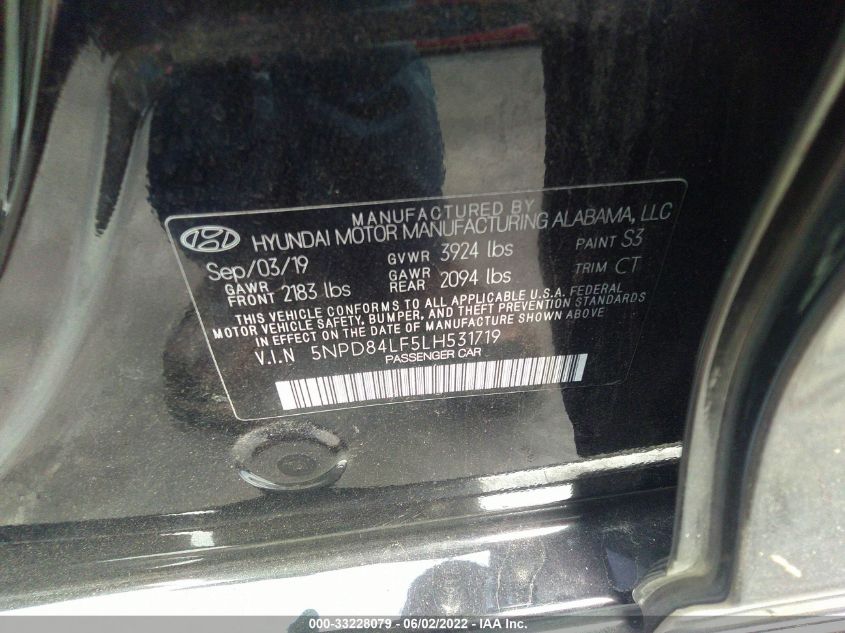 MANUFACTURED BY
HYUNDAI MOTOR MANUFACTURING ALABAMA, LLC
Sep/03/19 GVWR 3924 lbs PAINT S3
GAWR FRONT 2183 lbs GAWR REAR 2094 lbs TRIM CT
THIS VEHICLE CONFORMS TO ALL APPLICABLE U.S.A. FEDERAL
MOTOR VEHICLE SAFETY, BUMPER, AND THEFT PREVENTION STANDARDS
IN EFFECT ON THE DATE OF MANUFACTURE SHOWN ABOVE.
V.I.N 5NPD84LF5LH531719
PASSENGER CAR
000-33228079 - 06/02/2022 - IAA Inc.